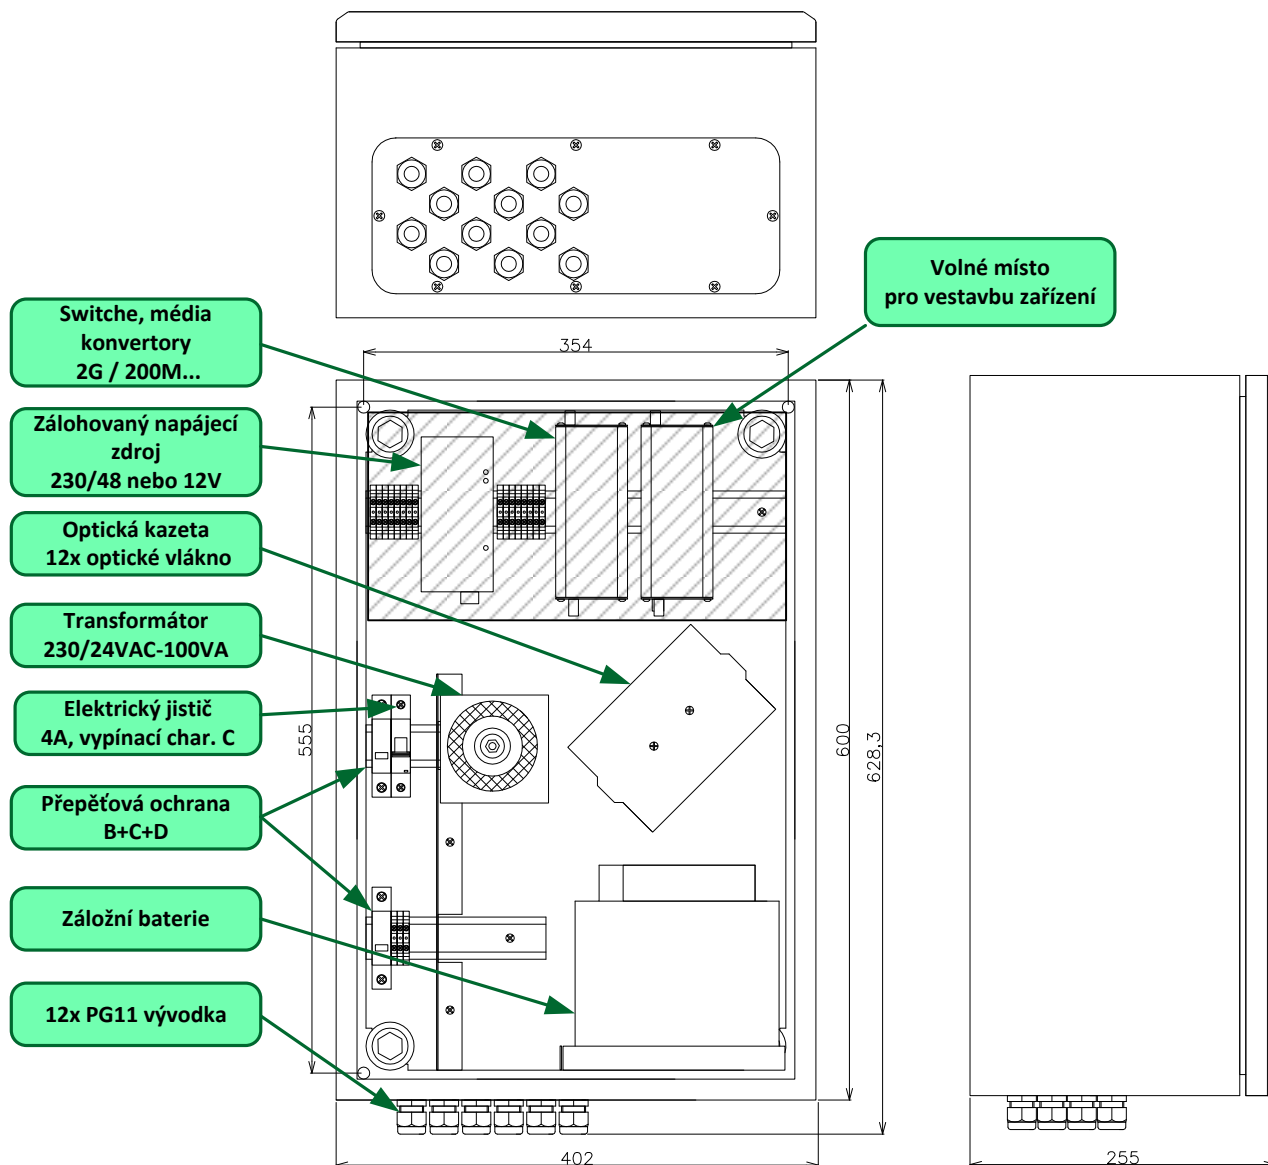 Volné místo
pro vestavbu zařízení
Switche, média
konvertory
2G / 200M...
Zálohovaný napájecí
zdroj
230/48 nebo 12V
Optická kazeta
12x optické vlákno
Transformátor
230/24VAC-100VA
Elektrický jistič
4A, vypínací char. C
Přepěťová ochrana
B+C+D
Záložní baterie
12x PG11 vývodka
354
555
600
628,3
402
255